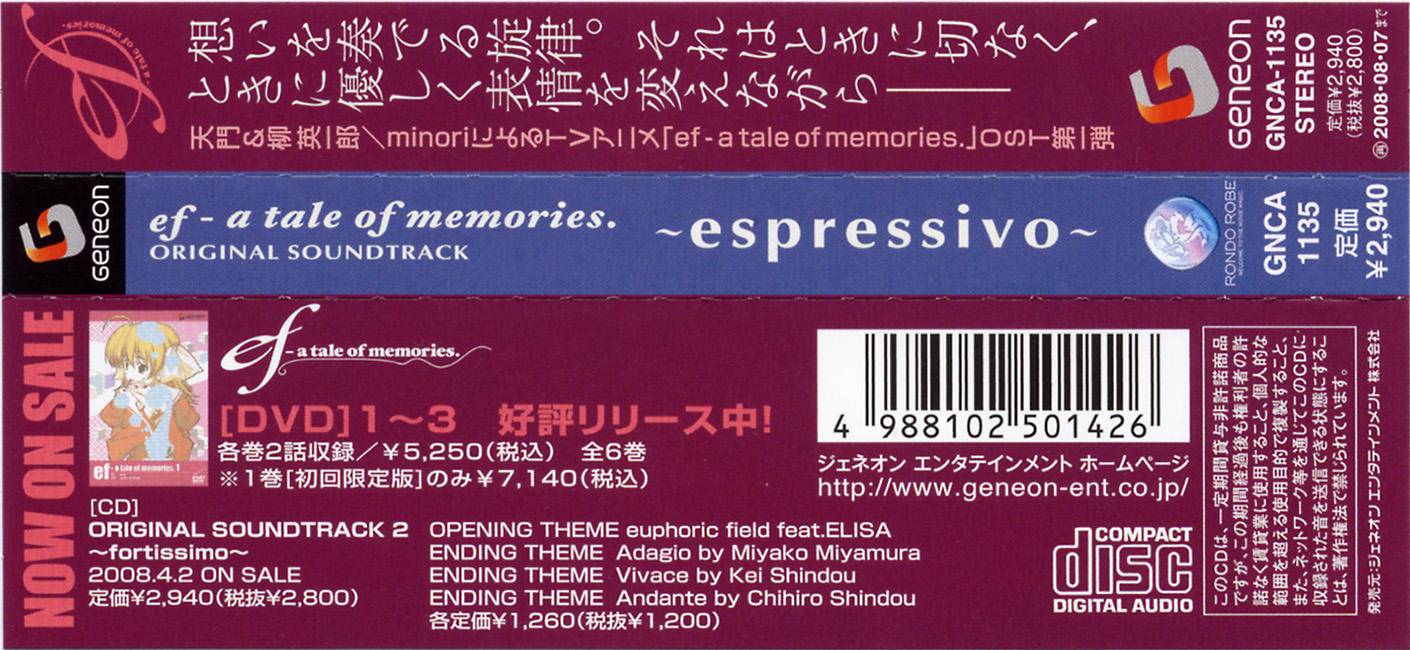 ef
- a tale of memories.
想いを奏でる旋律。 それはときに切なく、
ときに優しく表情を変えながら――――
天門&柳英一郎/minoriによるTVアニメ「ef - a tale of memories.」OST第一弾
Geneon
GNCA-1135
STEREO
定価¥2,940
(税抜¥2,800)
㊢2008・08・07まで
Geneon
ef - a tale of memories.
ORIGINAL SOUNDTRACK
~espressivo~
RONDO ROBE
GNCA
1135
定価
¥2,940
NOW ON SALE
ef - a tale of memories. 1
ef - a tale of memories.
[DVD]1〜3 好評リリース中!
各巻2話収録/¥5,250(税込) 全6巻
※1巻[初回限定版]のみ¥7,140(税込)
[CD]
ORIGINAL SOUNDTRACK 2
〜fortissimo〜
2008.4.2 ON SALE
定価¥2,940(税抜¥2,800)
OPENING THEME euphoric field feat.ELISA
ENDING THEME Adagio by Miyako Miyamura
ENDING THEME Vivace by Kei Shindou
ENDING THEME Andante by Chihiro Shindou
各定価¥1,260(税抜¥1,200)
4 988102 501426
ジェネオン エンタテインメント ホームページ
http://www.geneon-ent.co.jp/
COMPACT
disc
DIGITAL AUDIO
このCDは、一定期間貸与非許諾商品
ですが、この期間経過後も権利者の許
諾なく賃貸業に使用すること、個人的な
範囲を超える使用目的で複製すること、
また、ネットワーク等を通じてこのCDに
収録された音を送信できる状態にするこ
とは、著作権法で禁じられています。
発売元:ジェネオン エンタテインメント 株式会社